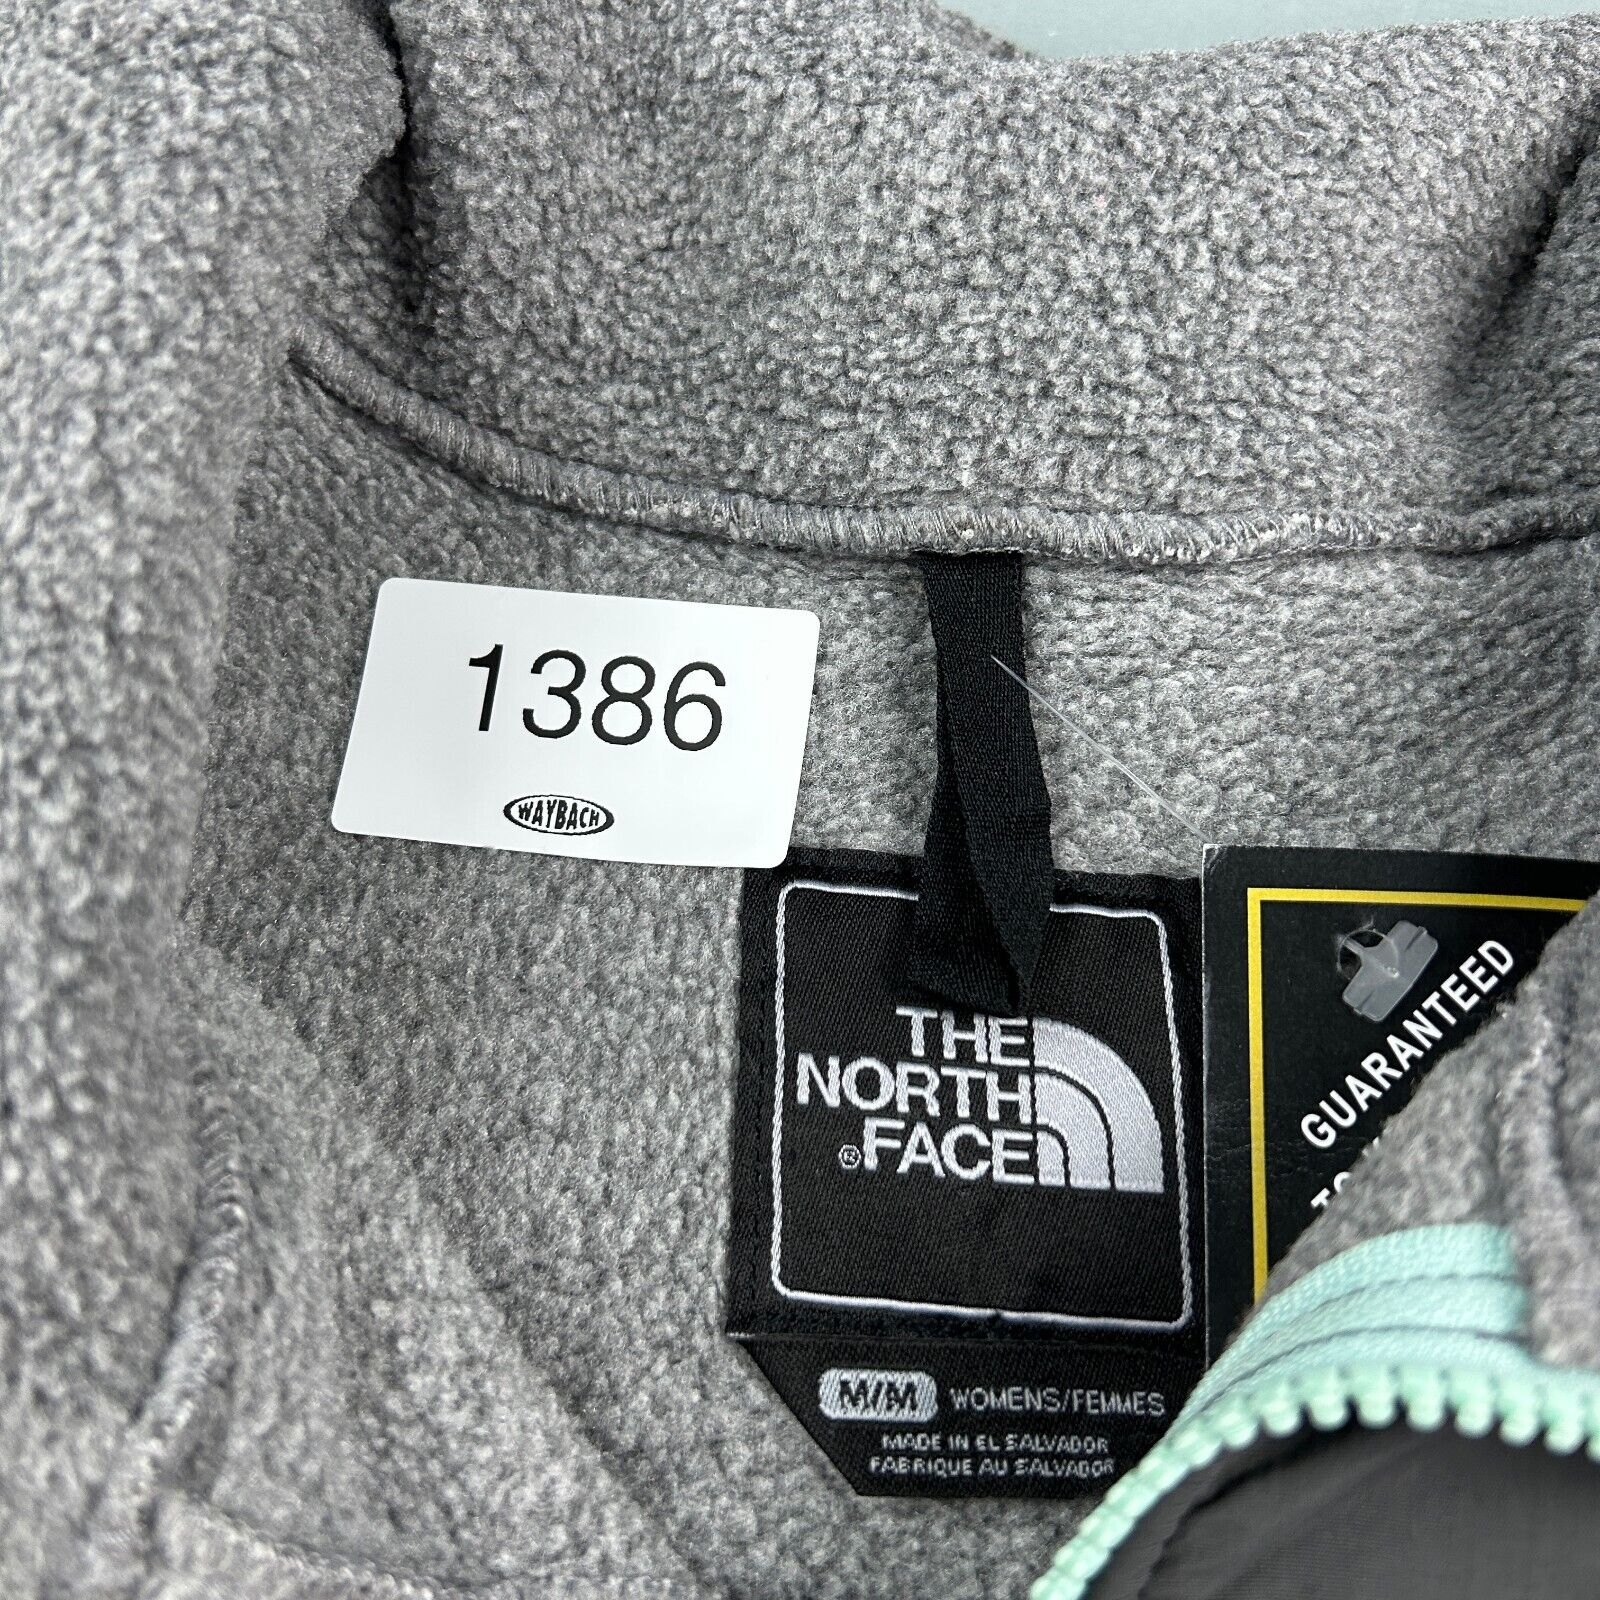 1386
WAYBACH
THE
NORTH
®FACE
M/M WOMENS/FEMMES
MADE IN EL SALVADOR
FABRIQUE AU SALVADOR
GUARANTEED